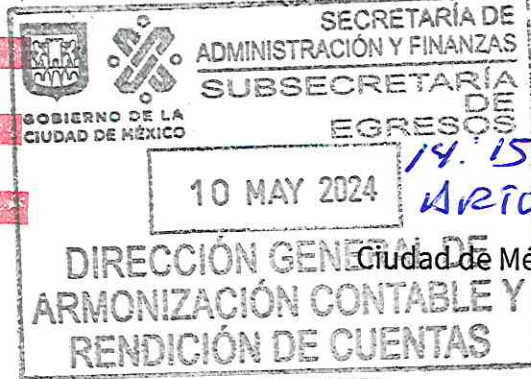 SECRETARÍA DE
ADMINISTRACIÓN Y FINANZAS
SUBSECRETARÍA
DE
EGRESOS
GOBIERNO DE LA
CIUDAD DE MÉXICO
14:15
10 MAY 2024
Ciudad de Mé
DIRECCIÓN GENERAL DE
ARMONIZACIÓN CONTABLE Y
RENDICIÓN DE CUENTAS